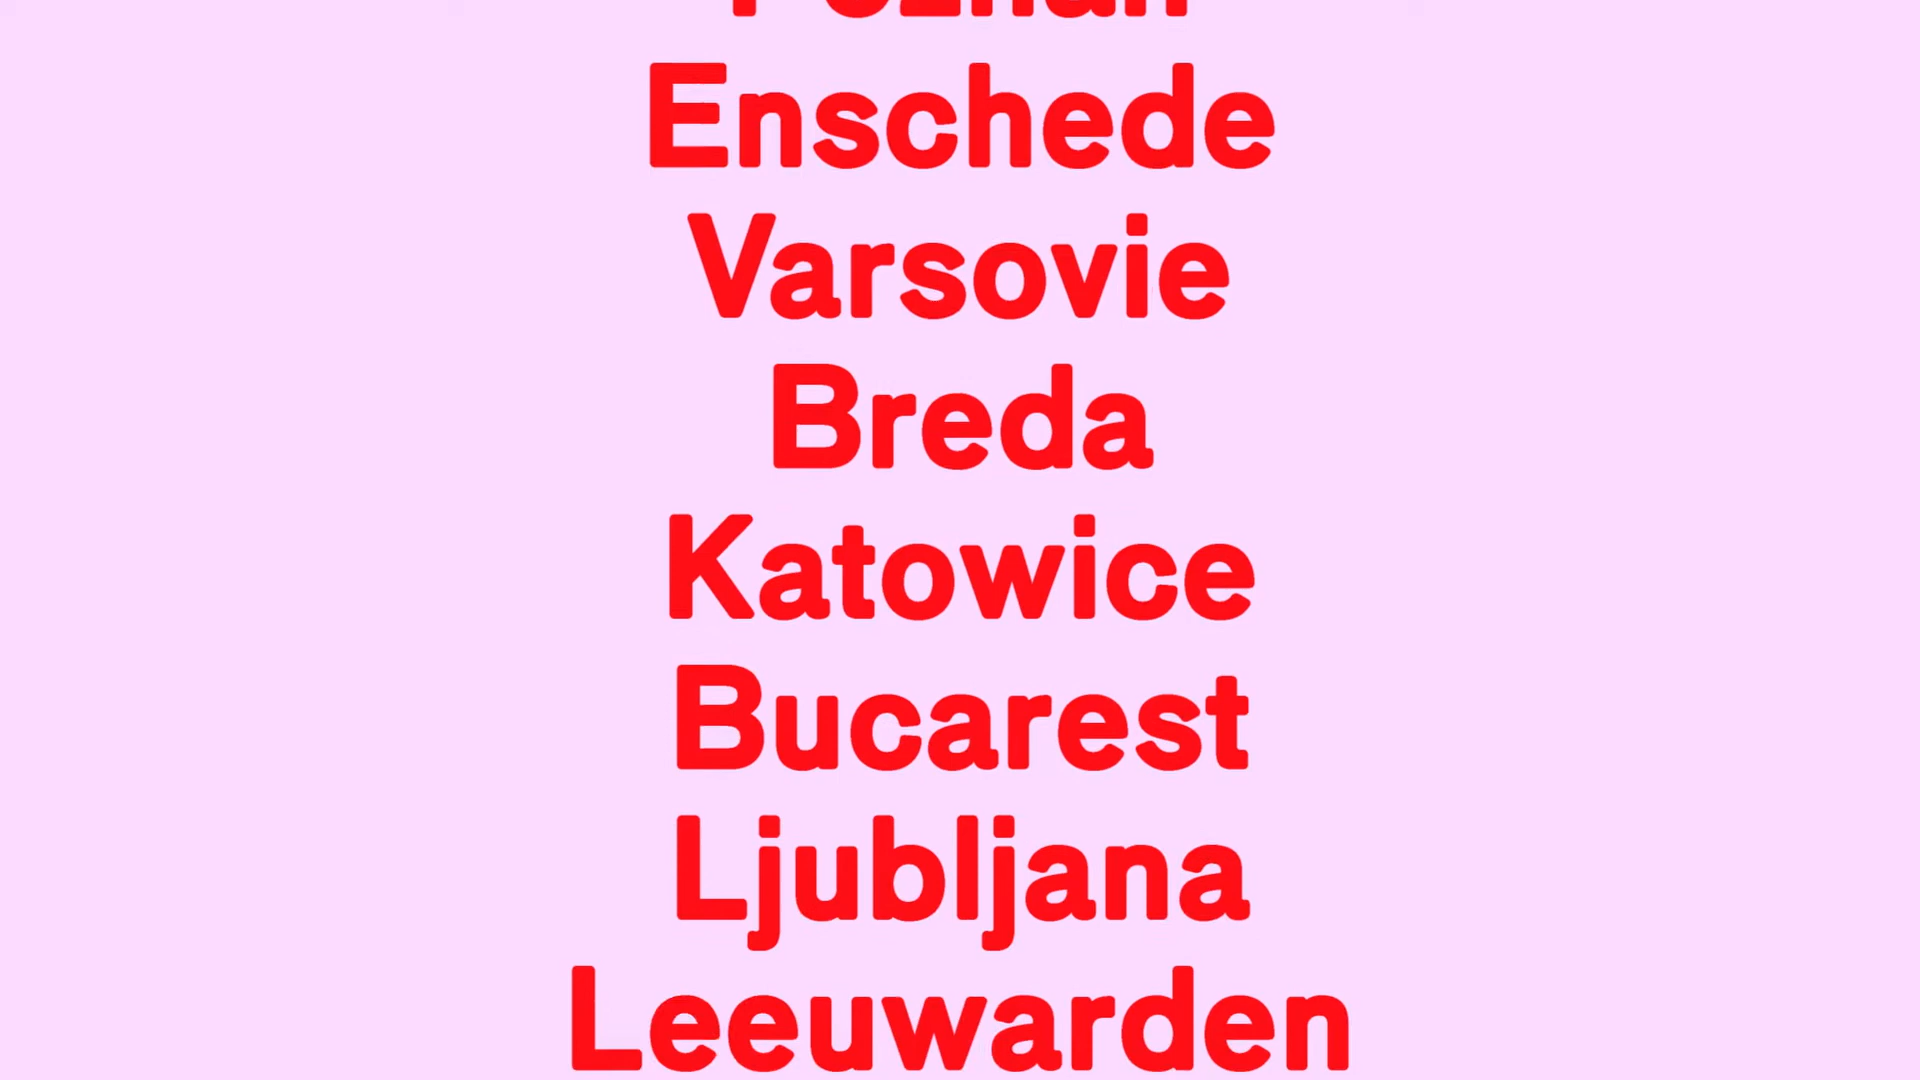 Enschede
Varsovie
Breda
Katowice
Bucarest
Ljubljana
Leeuwarden